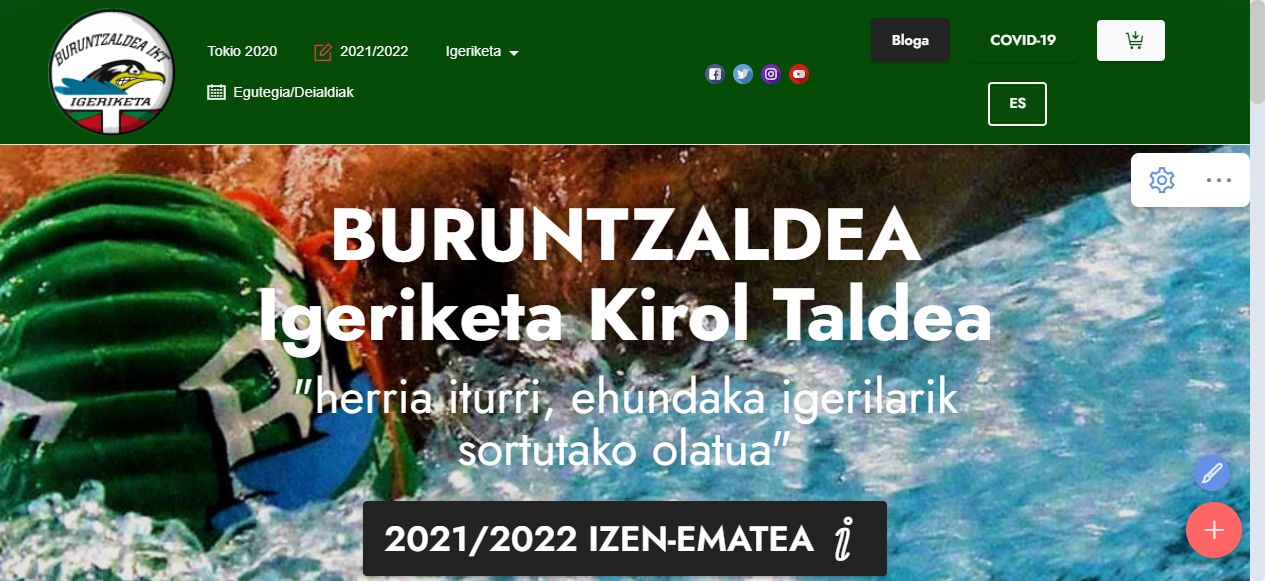 BURUNTZALDEA IKT
IGERIKETA
Tokio 2020
2021/2022
Igeriketa
Egutegia/Deialdiak
Bloga
COVID-19
ES
BURUNTZALDEA
Igeriketa Kirol Taldea
"herria iturri, ehundaka igerilarik
sortutako olatua"
2021/2022 IZEN-EMATEA i